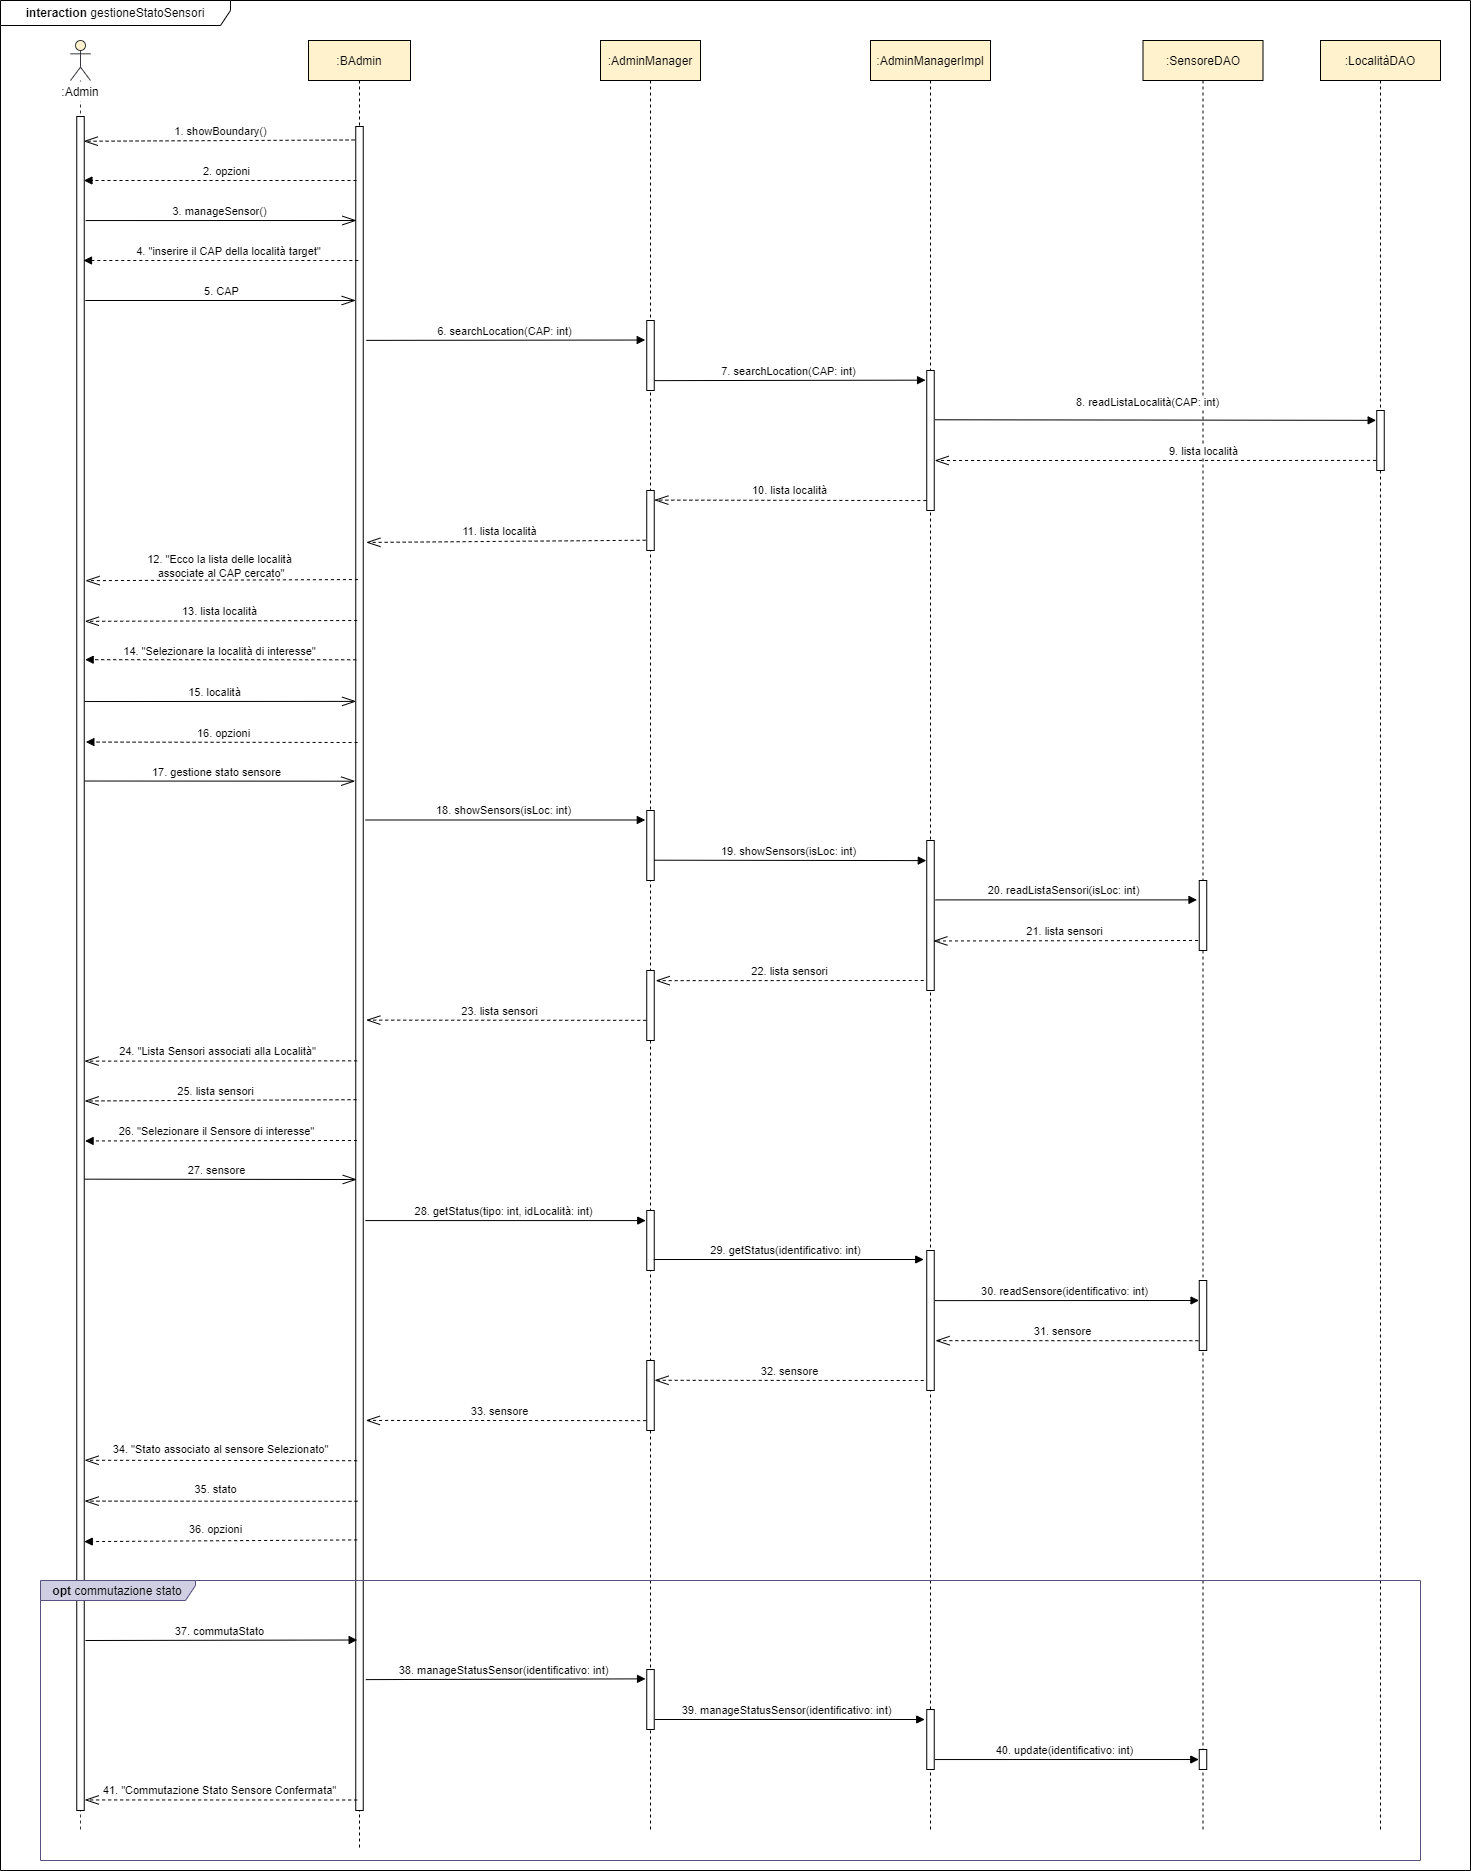 interaction gestioneStatoSensori
:Admin
:BAdmin
:AdminManager
:AdminManagerImpl
:SensoreDAO
:LocalitàDAO
1. showBoundary()
2. opzioni
3. manageSensor()
4. "inserire il CAP della località target"
5. CAP
6. searchLocation(CAP: int)
7. searchLocation(CAP: int)
8. readListaLocalità(CAP: int)
9. lista località
10. lista località
11. lista località
12. "Ecco la lista delle località
associate al CAP cercato"
13. lista località
14. "Selezionare la località di interesse"
15. località
16. opzioni
17. gestione stato sensore
18. showSensors(isLoc: int)
19. showSensors(isLoc: int)
20. readListaSensori(isLoc: int)
21. lista sensori
22. lista sensori
23. lista sensori
24. "Lista Sensori associati alla Località"
25. lista sensori
26. "Selezionare il Sensore di interesse"
27. sensore
28. getStatus(tipo: int, idLocalità: int)
29. getStatus(identificativo: int)
30. readSensore(identificativo: int)
31. sensore
32. sensore
33. sensore
34. "Stato associato al sensore Selezionato"
35. stato
36. opzioni
opt commutazione stato
37. commutaStato
38. manageStatusSensor(identificativo: int)
39. manageStatusSensor(identificativo: int)
40. update(identificativo: int)
41. "Commutazione Stato Sensore Confermata"